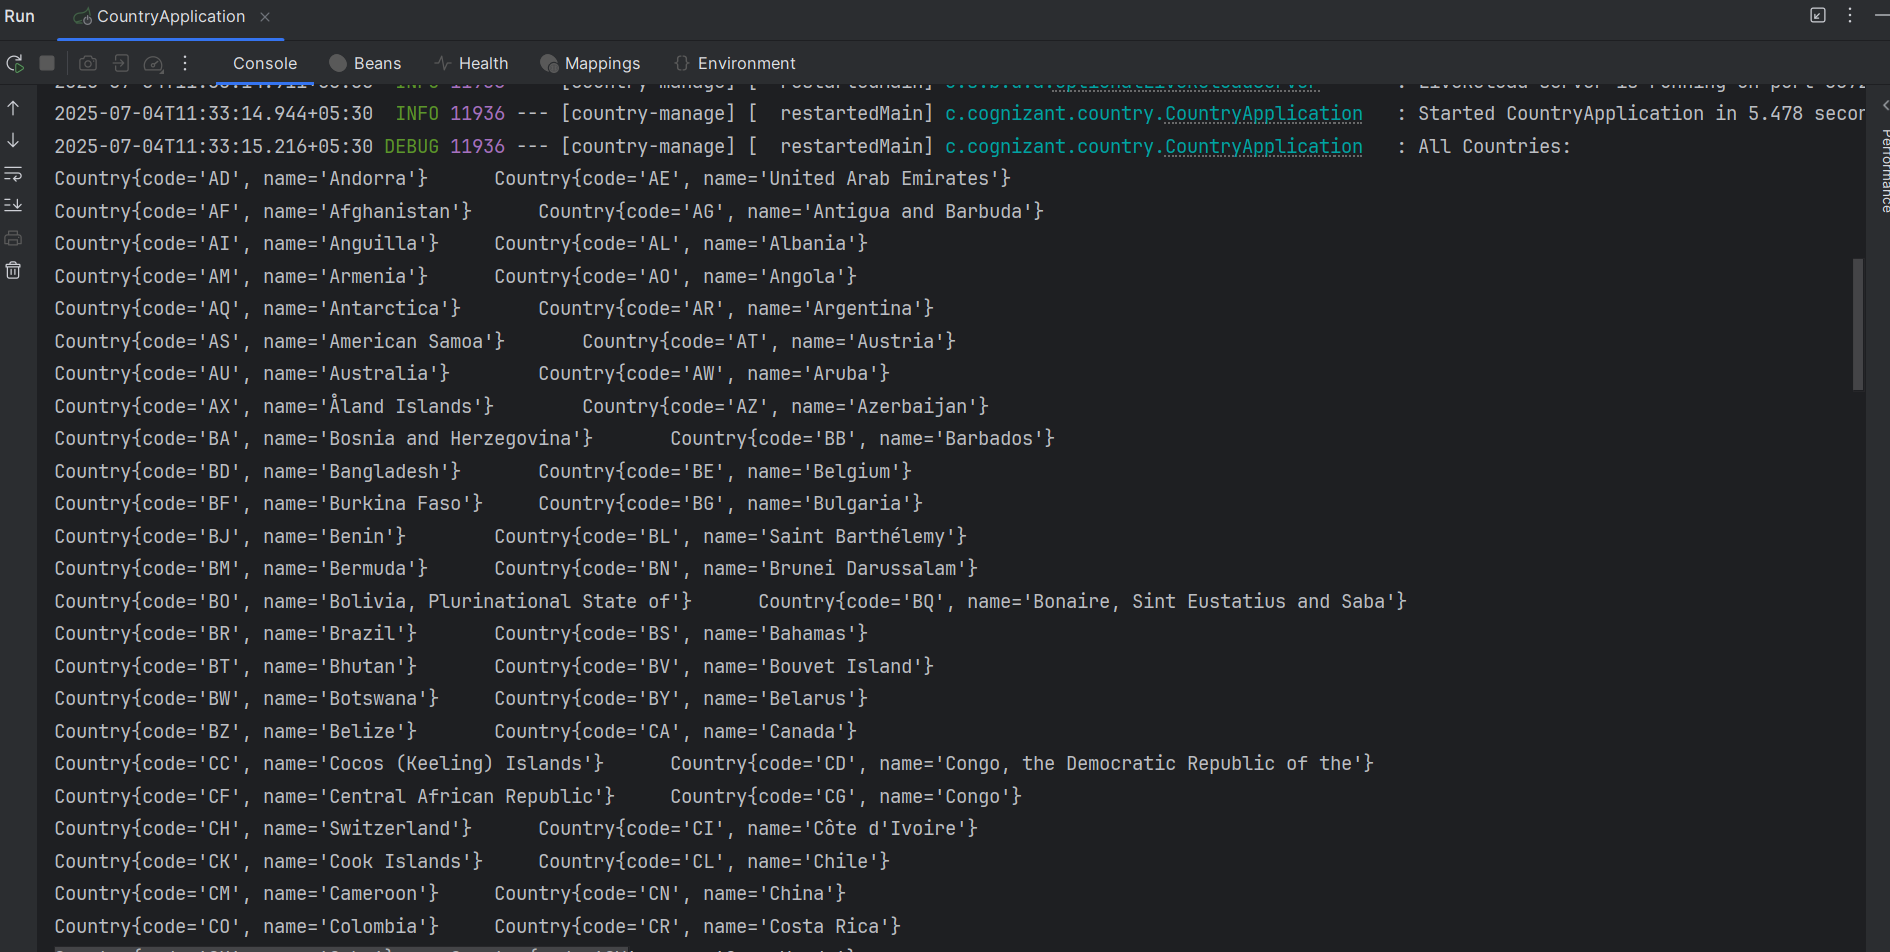 Run CountryApplication
Console Beans Health Mappings Environment
2025-07-04T11:33:14.944+05:30  INFO 11936 --- [country-manage] [  restartedMain] c.cognizant.country.CountryApplication   : Started CountryApplication in 5.478
Performance
2025-07-04T11:33:15.216+05:30 DEBUG 11936 --- [country-manage] [  restartedMain] c.cognizant.country.CountryApplication   : All Countries:
Country{code='AD', name='Andorra'}      Country{code='AE', name='United Arab Emirates'}
Country{code='AF', name='Afghanistan'}      Country{code='AG', name='Antigua and Barbuda'}
Country{code='AI', name='Anguilla'}     Country{code='AL', name='Albania'}
Country{code='AM', name='Armenia'}      Country{code='AO', name='Angola'}
Country{code='AQ', name='Antarctica'}       Country{code='AR', name='Argentina'}
Country{code='AS', name='American Samoa'}       Country{code='AT', name='Austria'}
Country{code='AU', name='Australia'}        Country{code='AW', name='Aruba'}
Country{code='AX', name='Åland Islands'}        Country{code='AZ', name='Azerbaijan'}
Country{code='BA', name='Bosnia and Herzegovina'}       Country{code='BB', name='Barbados'}
Country{code='BD', name='Bangladesh'}       Country{code='BE', name='Belgium'}
Country{code='BF', name='Burkina Faso'}     Country{code='BG', name='Bulgaria'}
Country{code='BJ', name='Benin'}        Country{code='BL', name='Saint Barthélemy'}
Country{code='BM', name='Bermuda'}      Country{code='BN', name='Brunei Darussalam'}
Country{code='BO', name='Bolivia, Plurinational State of'}      Country{code='BQ', name='Bonaire, Sint Eustatius and Saba'}
Country{code='BR', name='Brazil'}       Country{code='BS', name='Bahamas'}
Country{code='BT', name='Bhutan'}       Country{code='BV', name='Bouvet Island'}
Country{code='BW', name='Botswana'}     Country{code='BY', name='Belarus'}
Country{code='BZ', name='Belize'}       Country{code='CA', name='Canada'}
Country{code='CC', name='Cocos (Keeling) Islands'}      Country{code='CD', name='Congo, the Democratic Republic of the'}
Country{code='CF', name='Central African Republic'}     Country{code='CG', name='Congo'}
Country{code='CH', name='Switzerland'}      Country{code='CI', name='Côte d'Ivoire'}
Country{code='CK', name='Cook Islands'}     Country{code='CL', name='Chile'}
Country{code='CM', name='Cameroon'}     Country{code='CN', name='China'}
Country{code='CO', name='Colombia'}     Country{code='CR', name='Costa Rica'}